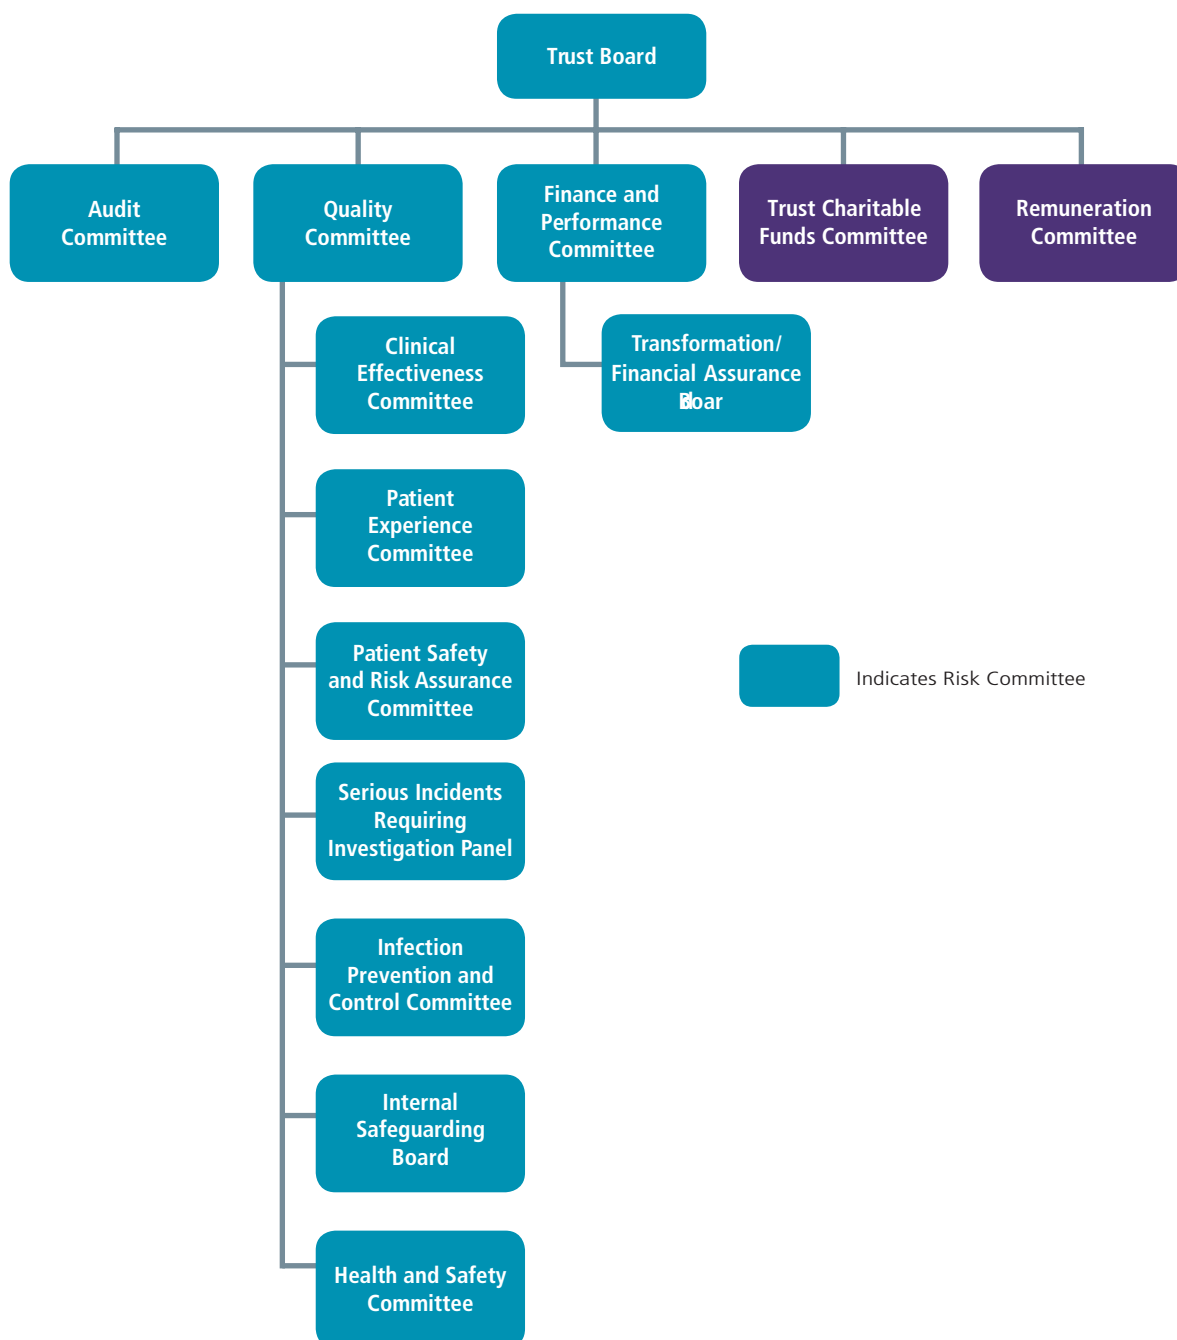 Trust Board
Audit
Committee
Quality
Committee
Finance and
Performance
Committee
Trust Charitable
Funds Committee
Remuneration
Committee
Clinical
Effectiveness
Committee
Transformation/
Financial Assurance
Board
Patient
Experience
Committee
Patient Safety
and Risk Assurance
Committee
Indicates Risk Committee
Serious Incidents
Requiring
Investigation Panel
Infection
Prevention and
Control Committee
Internal
Safeguarding
Board
Health and Safety
Committee